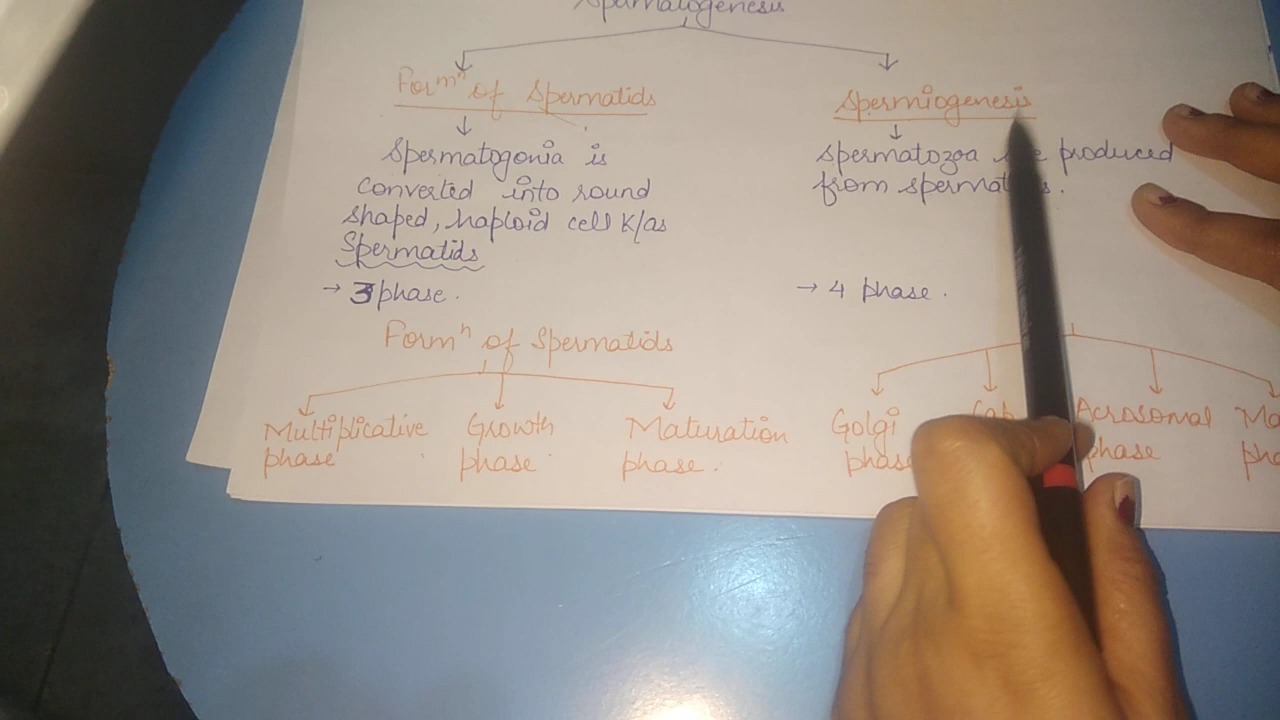 Spermatogenesis
Formⁿ of Spermatids
Spermiogenesis
Spermatogonia is
converted into round
shaped, haploid cell K/as
Spermatids
→ 3 phase.
Spermatozoa produced
from
→ 4 phase.
Formⁿ of Spermatids
Multiplicative
phase
Growth
phase
Maturation
phase.
Golgi
phase
Acrosomal
phase